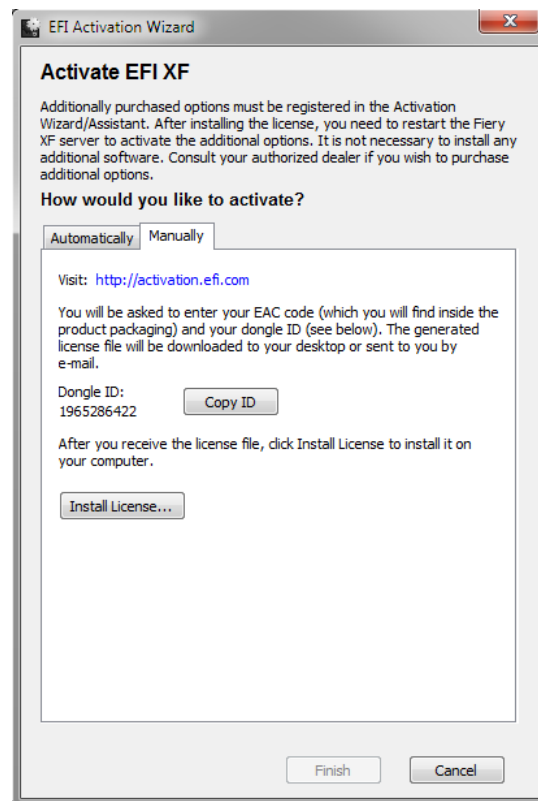 EFI Activation Wizard
Activate EFI XF
Additionally purchased options must be registered in the Activation
Wizard/Assistant. After installing the license, you need to restart the Fiery
XF server to activate the additional options. It is not necessary to install any
additional software. Consult your authorized dealer if you wish to purchase
additional options.
How would you like to activate?
Automatically Manually
Visit: http://activation.efi.com
You will be asked to enter your EAC code (which you will find inside the
product packaging) and your dongle ID (see below). The generated
license file will be downloaded to your desktop or sent to you by
e-mail.
Dongle ID:
1965286422
Copy ID
After you receive the license file, click Install License to install it on
your computer.
Install License...
Finish Cancel